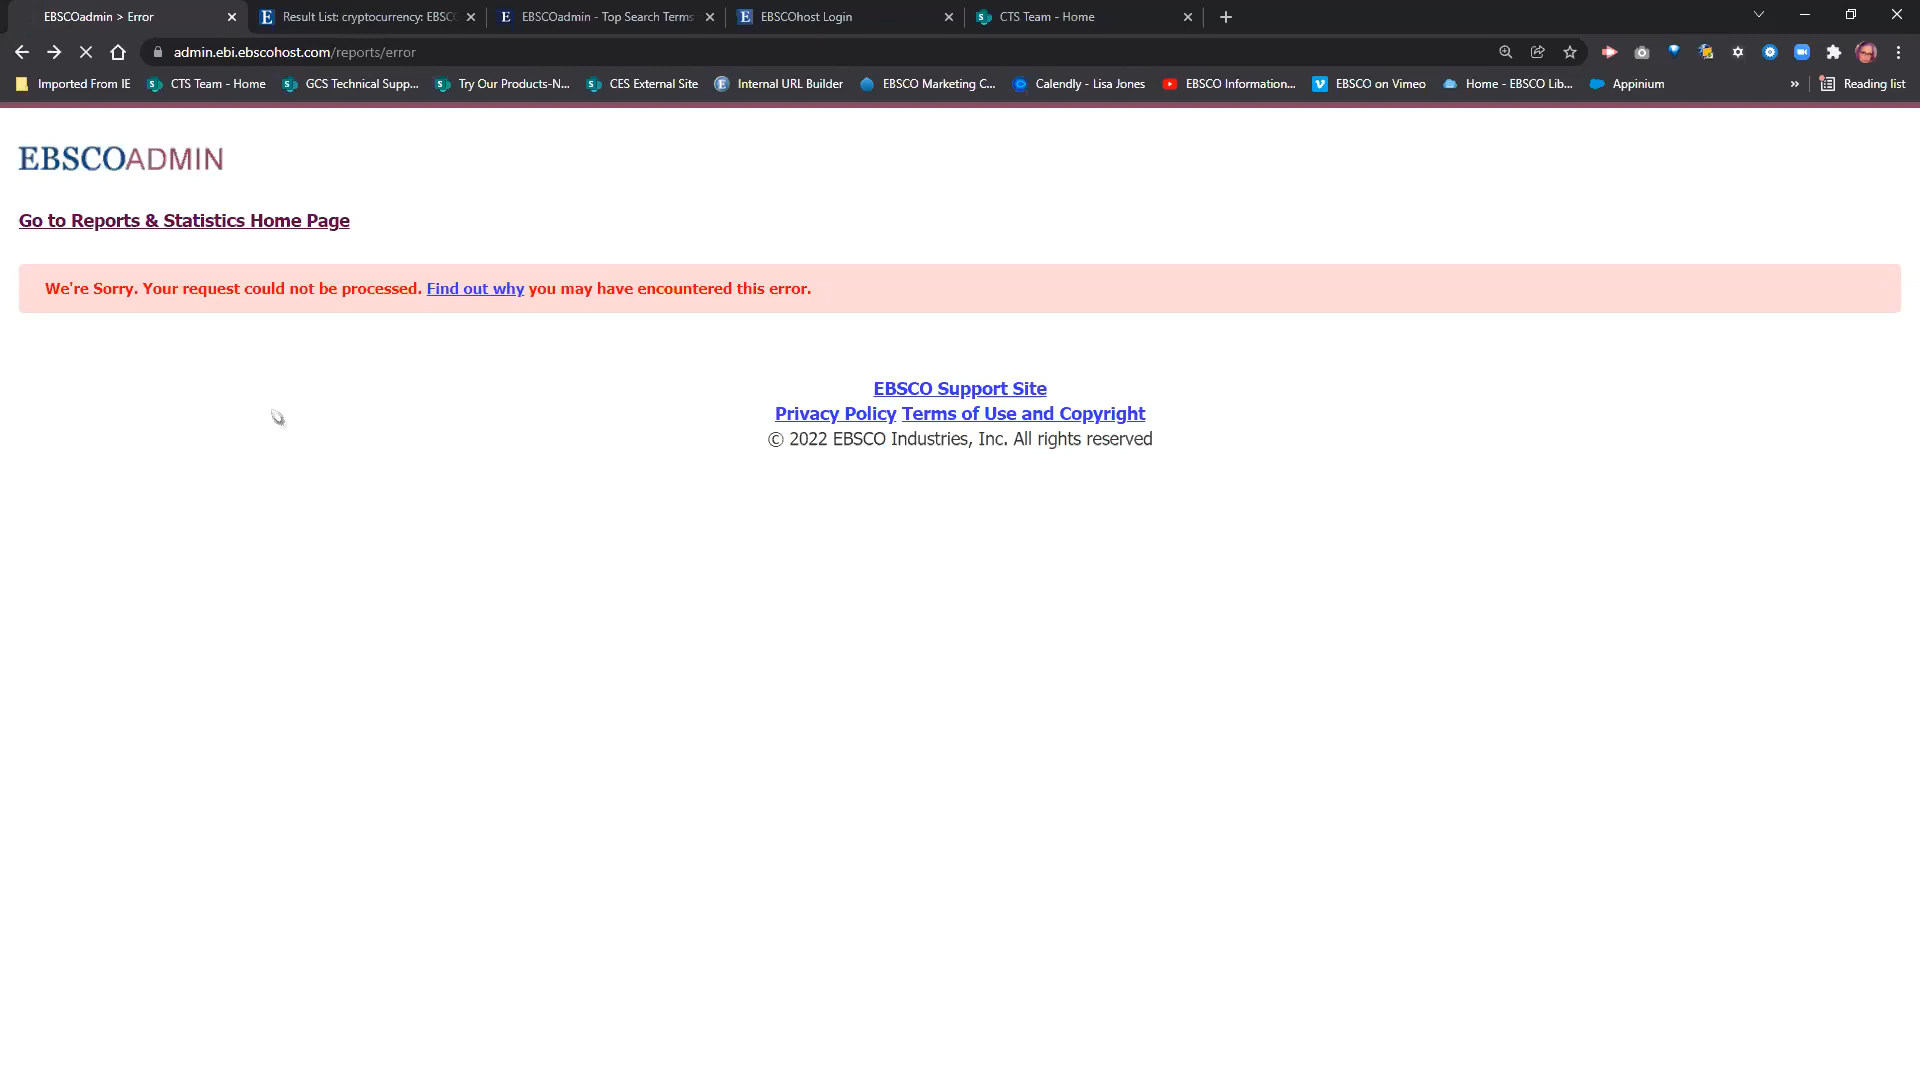 EBSCOadmin > Error
Result List: cryptocurrency: EBSC
EBSCOadmin - Top Search Terms
EBSCOhost Login
CTS Team - Home
admin.ebi.ebscohost.com/reports/error
Imported From IE
CTS Team - Home
GCS Technical Supp...
Try Our Products-N...
CES External Site
Internal URL Builder
EBSCO Marketing C...
Calendly - Lisa Jones
EBSCO Information...
EBSCO on Vimeo
Home - EBSCO Lib...
Appinium
»
Reading list
EBSCOADMIN
Go to Reports & Statistics Home Page
We're Sorry. Your request could not be processed. Find out why you may have encountered this error.
EBSCO Support Site
Privacy Policy Terms of Use and Copyright
© 2022 EBSCO Industries, Inc. All rights reserved